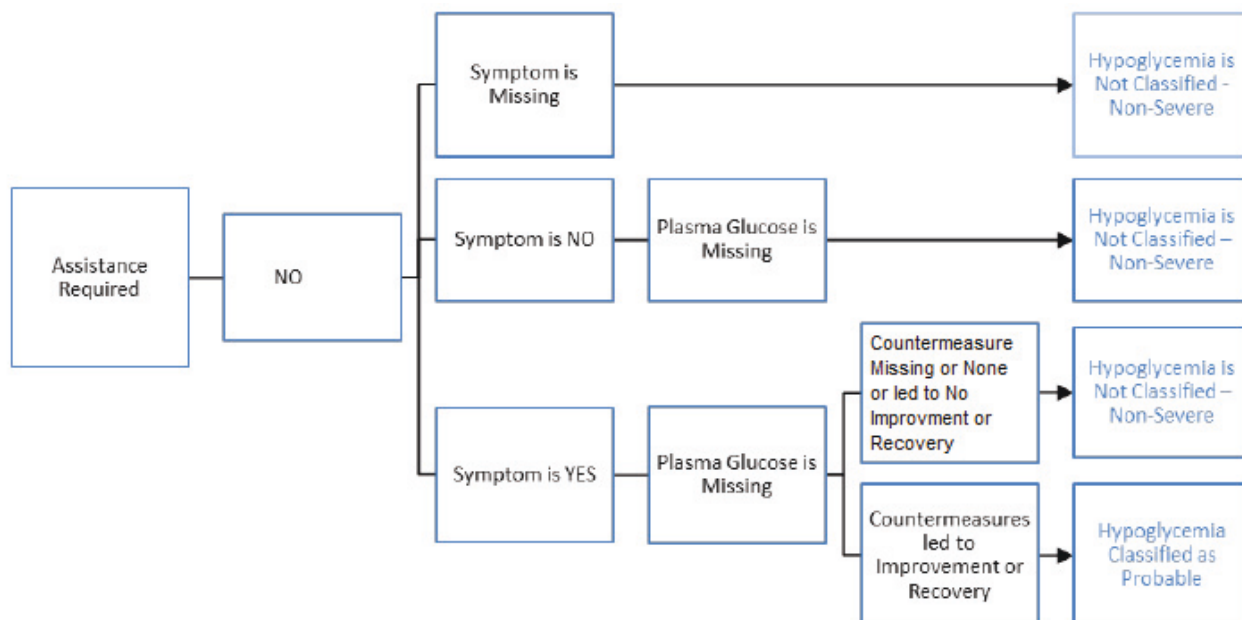 Symptom is
Missing
Hypoglycemia is
Not Classified -
Non-Severe
Assistance
Required
NO
Symptom is NO
Plasma Glucose is
Missing
Hypoglycemia is
Not Classified –
Non-Severe
Symptom is YES
Plasma Glucose is
Missing
Countermeasure
Missing or None
or led to No
Improvment or
Recovery
Hypoglycemia is
Not Classified –
Non-Severe
Countermeasures
led to
Improvement or
Recovery
Hypoglycemia
Classified as
Probable